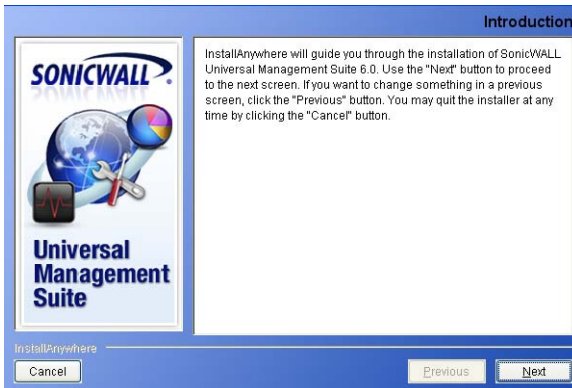 Introduction
SONICWALL
Universal
Management
Suite
InstallAnywhere will guide you through the installation of SonicWALL
Universal Management Suite 6.0. Use the "Next" button to proceed
to the next screen. If you want to change something in a previous
screen, click the "Previous" button. You may quit the installer at any
time by clicking the "Cancel" button.
InstallAnywhere
Cancel
Previous
Next